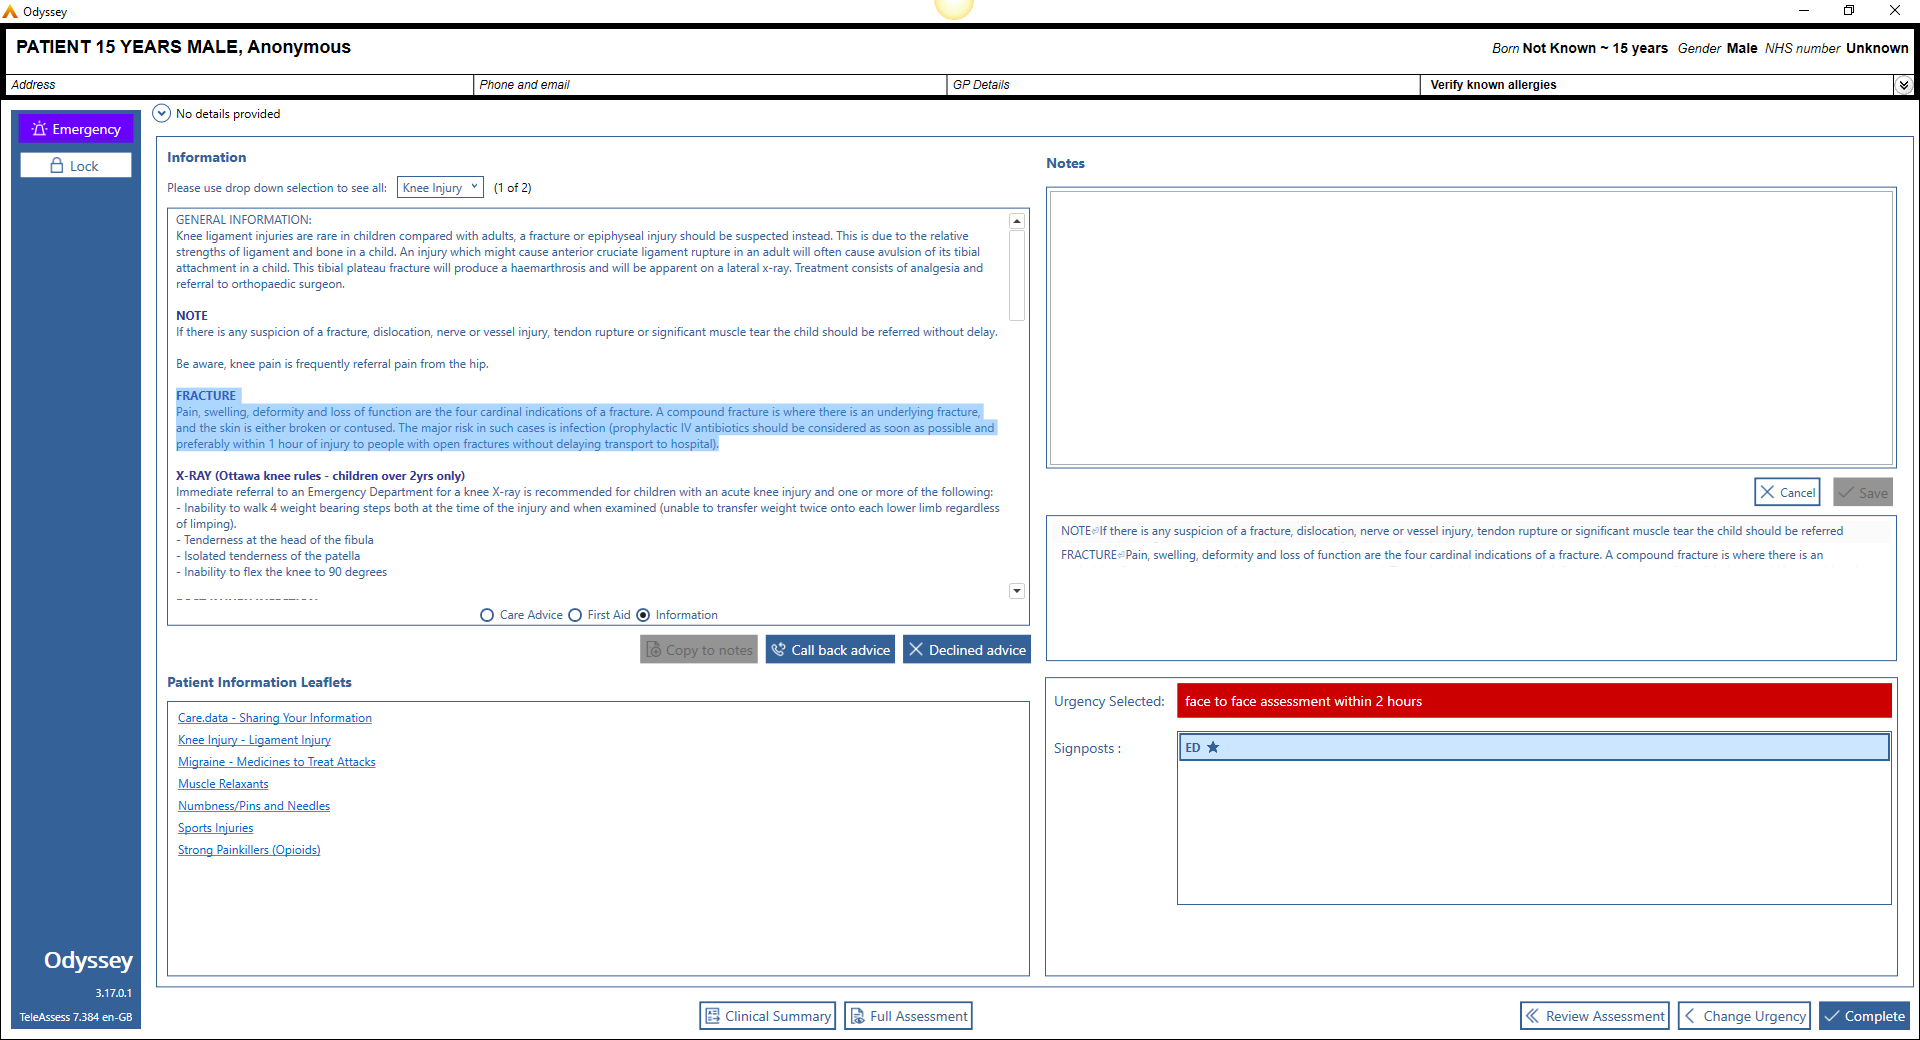 Odyssey
PATIENT 15 YEARS MALE, Anonymous
Born Not Known ~ 15 years Gender Male NHS number Unknown
Address
Phone and email
GP Details
Verify known allergies
Emergency
Lock
No details provided
Information
Please use drop down selection to see all: Knee Injury (1 of 2)
GENERAL INFORMATION:
Knee ligament injuries are rare in children compared with adults, a fracture or epiphyseal injury should be suspected instead. This is due to the relative
strengths of ligament and bone in a child. An injury which might cause anterior cruciate ligament rupture in an adult will often cause avulsion of its tibial
attachment in a child. This tibial plateau fracture will produce a haemarthrosis and will be apparent on a lateral x-ray. Treatment consists of analgesia and
referral to orthopaedic surgeon.
NOTE
If there is any suspicion of a fracture, dislocation, nerve or vessel injury, tendon rupture or significant muscle tear the child should be referred without delay.
Be aware, knee pain is frequently referral pain from the hip.
FRACTURE
Pain, swelling, deformity and loss of function are the four cardinal indications of a fracture. A compound fracture is where there is an underlying fracture,
and the skin is either broken or contused. The major risk in such cases is infection (prophylactic IV antibiotics should be considered as soon as possible and
preferably within 1 hour of injury to people with open fractures without delaying transport to hospital).
X-RAY (Ottawa knee rules - children over 2yrs only)
Immediate referral to an Emergency Department for a knee X-ray is recommended for children with an acute knee injury and one or more of the following:
- Inability to walk 4 weight bearing steps both at the time of the injury and when examined (unable to transfer weight twice onto each lower limb regardless
of limping).
- Tenderness at the head of the fibula
- Isolated tenderness of the patella
- Inability to flex the knee to 90 degrees
Care Advice First Aid Information
Copy to notes
Call back advice
Declined advice
Patient Information Leaflets
Care.data - Sharing Your Information
Knee Injury - Ligament Injury
Migraine - Medicines to Treat Attacks
Muscle Relaxants
Numbness/Pins and Needles
Sports Injuries
Strong Painkillers (Opioids)
Notes
Cancel
Save
NOTE⏎If there is any suspicion of a fracture, dislocation, nerve or vessel injury, tendon rupture or significant muscle tear the child should be referred
FRACTURE⏎Pain, swelling, deformity and loss of function are the four cardinal indications of a fracture. A compound fracture is where there is an
Urgency Selected: face to face assessment within 2 hours
Signposts : ED ★
Odyssey
3.17.0.1
TeleAssess 7.384 en-GB
Clinical Summary
Full Assessment
Review Assessment
Change Urgency
Complete